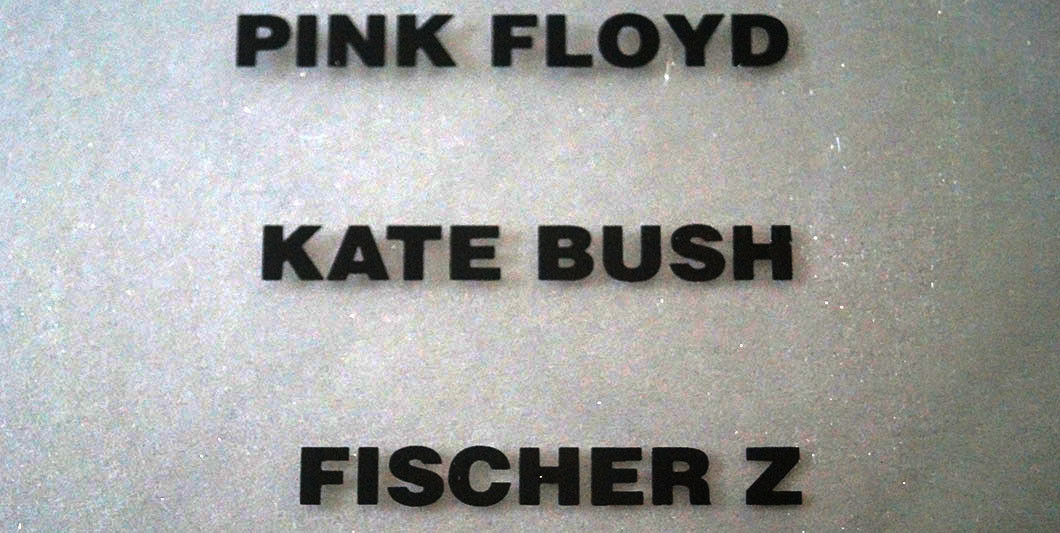 PINK FLOYD
KATE BUSH
FISCHER Z